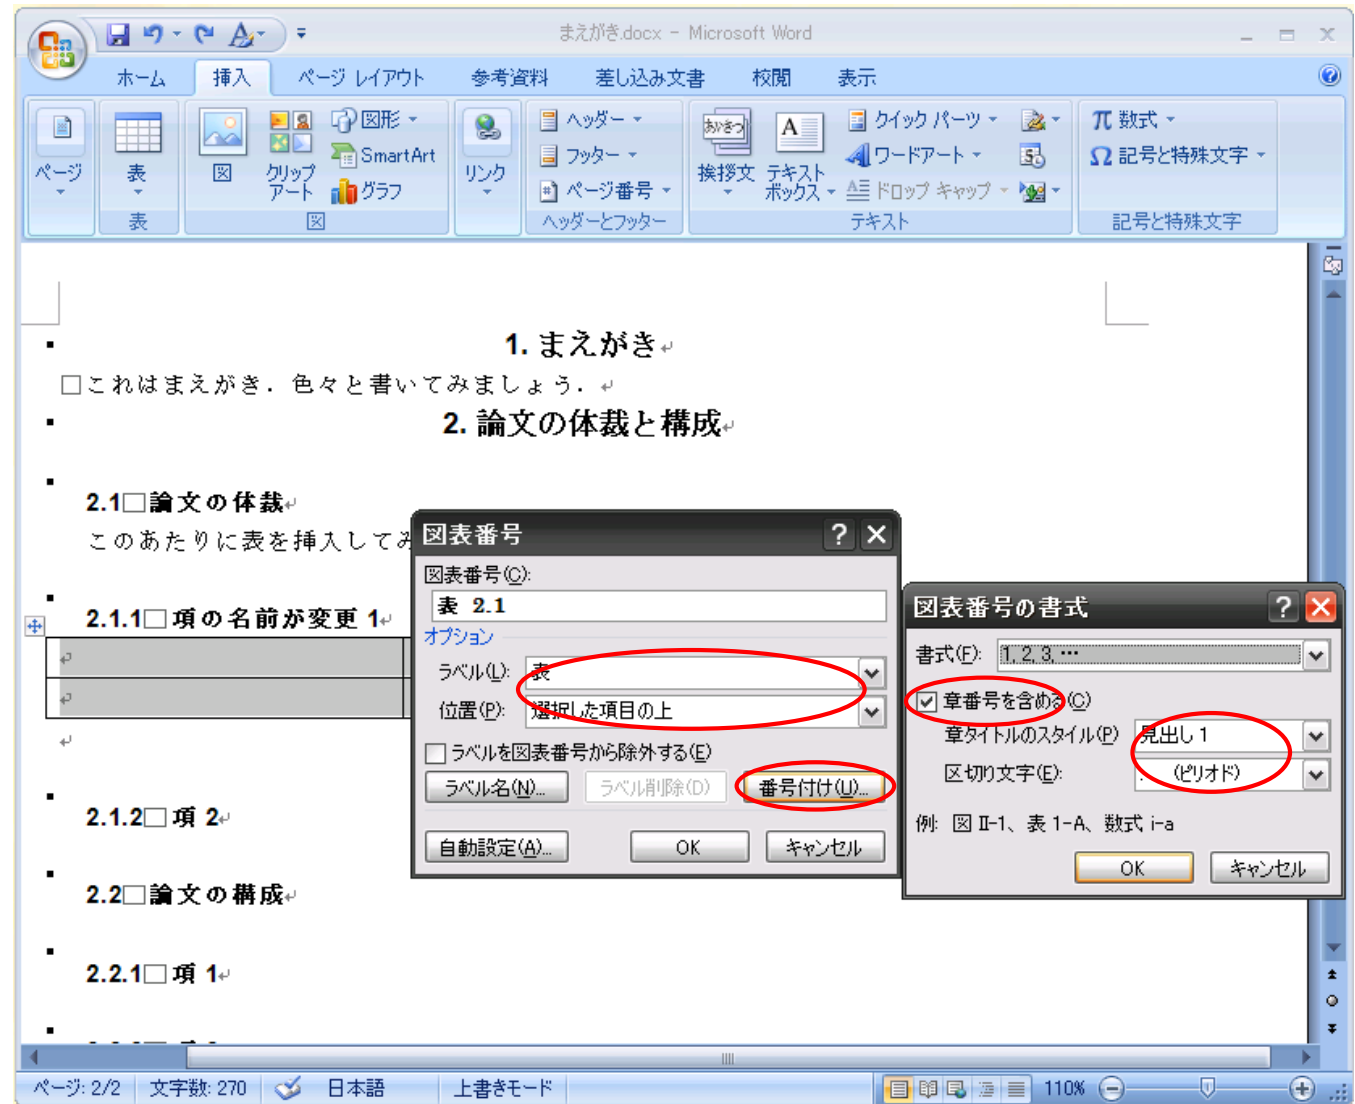 まえがき.docx - Microsoft Word
ホーム 挿入 ページ レイアウト 参考資料 差し込み文書 校閲 表示
ページ
表
表
図
クリップ
アート
図形
SmartArt
グラフ
図
リンク
ヘッダー
フッター
ページ番号
ヘッダーとフッター
あいさつ
挨拶文
A
テキスト
ボックス
クイック パーツ
ワードアート
ドロップ キャップ
テキスト
π 数式
Ω 記号と特殊文字
記号と特殊文字
1. まえがき
□これはまえがき．色々と書いてみましょう．
2. 論文の体裁と構成
2.1□論文の体裁
このあたりに表を挿入してみ
2.1.1□項の名前が変更 1
2.1.2□項 2
2.2□論文の構成
2.2.1□項 1
図表番号
図表番号(C):
表 2.1
オプション
ラベル(L): 表
位置(P): 選択した項目の上
ラベルを図表番号から除外する(E)
ラベル名(N)... ラベル削除(D) 番号付け(U)...
自動設定(A)... OK キャンセル
図表番号の書式
書式(F): 1, 2, 3, …
章番号を含める(C)
章タイトルのスタイル(P) 見出し 1
区切り文字(E): . (ピリオド)
例: 図 II-1、表 1-A、数式 i-a
OK キャンセル
ページ: 2/2 文字数: 270 日本語 上書きモード 110%